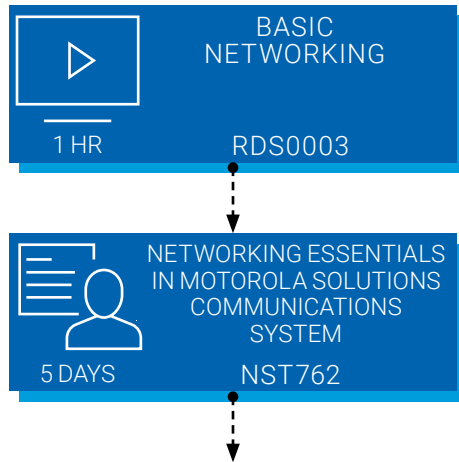 BASIC
NETWORKING
1 HR
RDS0003
NETWORKING ESSENTIALS
IN MOTOROLA SOLUTIONS
COMMUNICATIONS
SYSTEM
5 DAYS
NST762